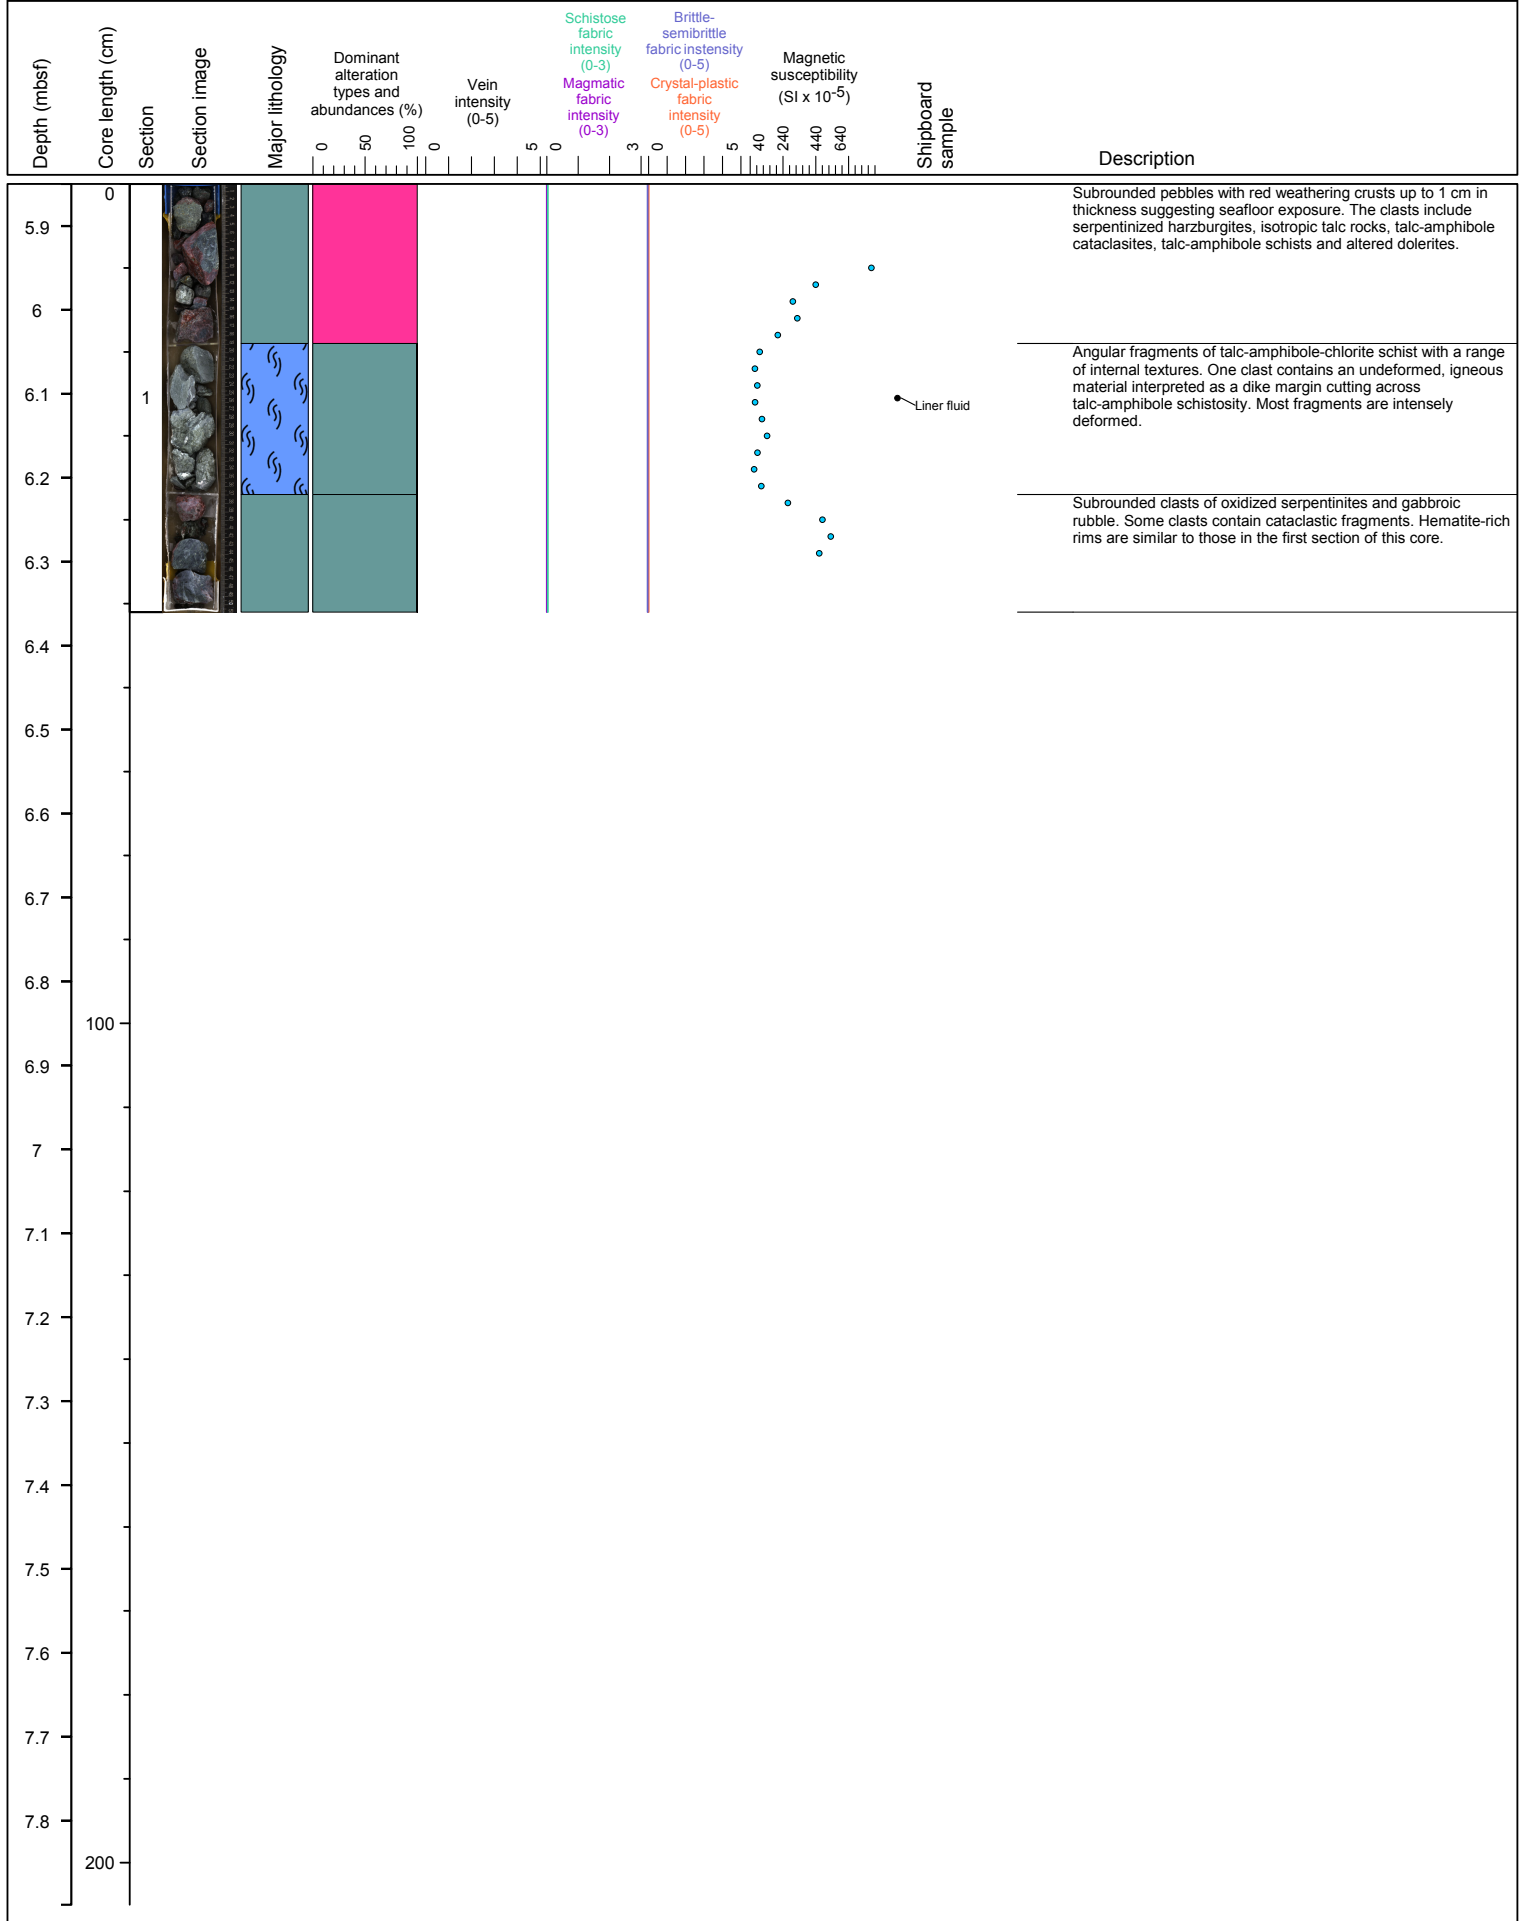 Depth (mbsf)
Core length (cm)
Section
Section image
Major lithology
Dominant
alteration
types and
abundances (%)
0
50
100
Vein
intensity
(0-5)
0
5
Schistose
fabric
intensity
(0-3)
Magmatic
fabric
intensity
(0-3)
0
3
Brittle-
semibrittle
fabric instensity
(0-5)
Crystal-plastic
fabric
intensity
(0-5)
0
5
Magnetic
susceptibility
(SI x 10-5)
40
240
440
640
Shipboard
sample
Description
5.9
6
6.1
6.2
6.3
6.4
6.5
6.6
6.7
6.8
6.9
7
7.1
7.2
7.3
7.4
7.5
7.6
7.7
7.8
0
100
200
1
Liner fluid
Subrounded pebbles with red weathering crusts up to 1 cm in
thickness suggesting seafloor exposure. The clasts include
serpentinized harzburgites, isotropic talc rocks, talc-amphibole
cataclasites, talc-amphibole schists and altered dolerites.
Angular fragments of talc-amphibole-chlorite schist with a range
of internal textures. One clast contains an undeformed, igneous
material interpreted as a dike margin cutting across
talc-amphibole schistosity. Most fragments are intensely
deformed.
Subrounded clasts of oxidized serpentinites and gabbroic
rubble. Some clasts contain cataclastic fragments. Hematite-rich
rims are similar to those in the first section of this core.